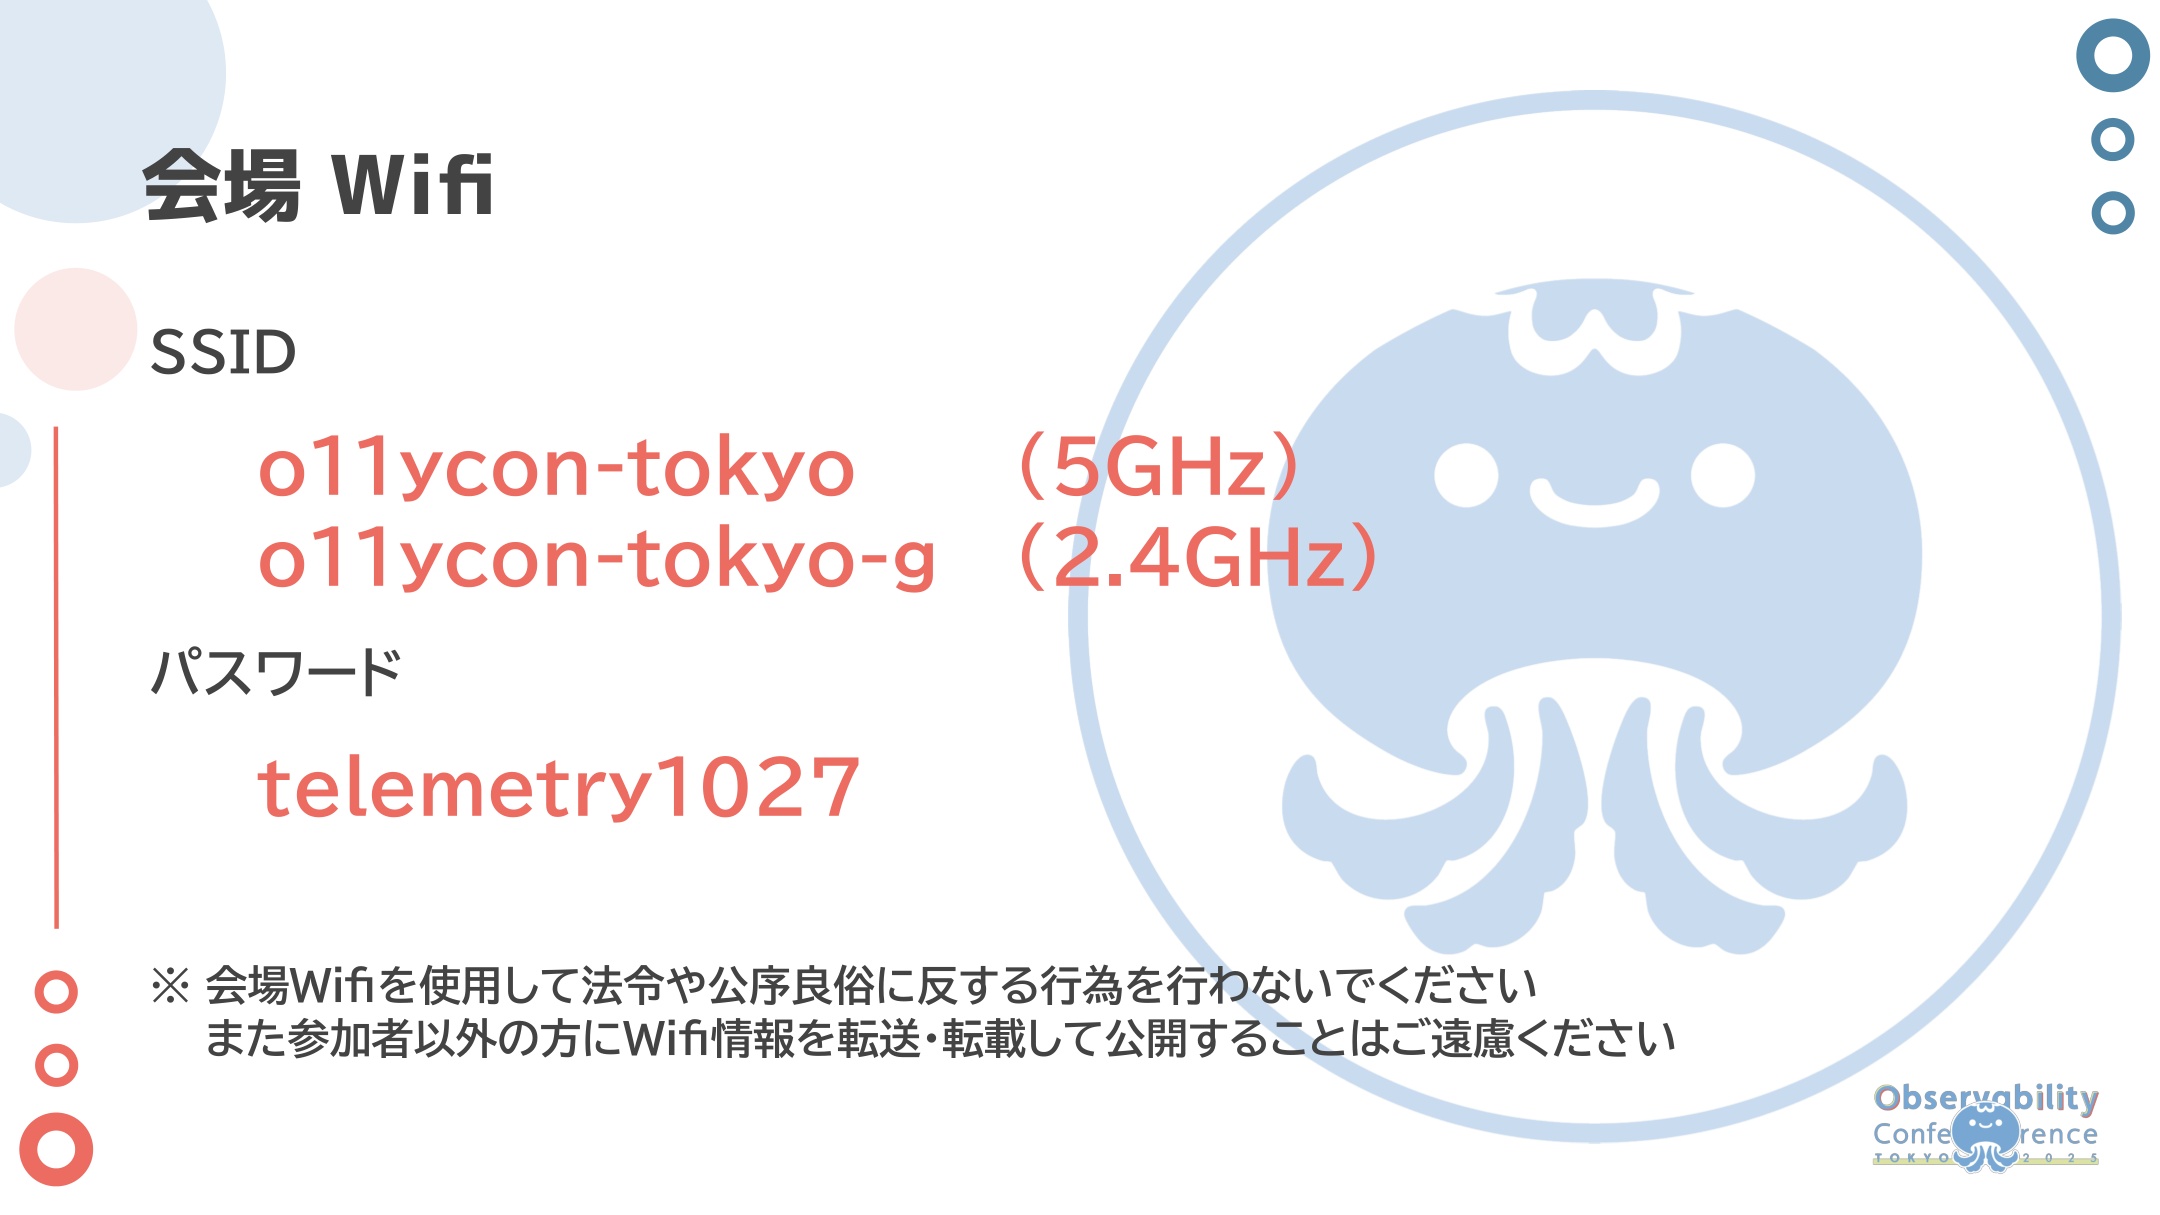 会場 Wifi
SSID
o11ycon-tokyo （5GHz）
o11ycon-tokyo-g （2.4GHz）
パスワード
telemetry1027
※ 会場Wifiを使用して法令や公序良俗に反する行為を行わないでください
また参加者以外の方にWifi情報を転送・転載して公開することはご遠慮ください
Observability
Conference
TOKYO 2025